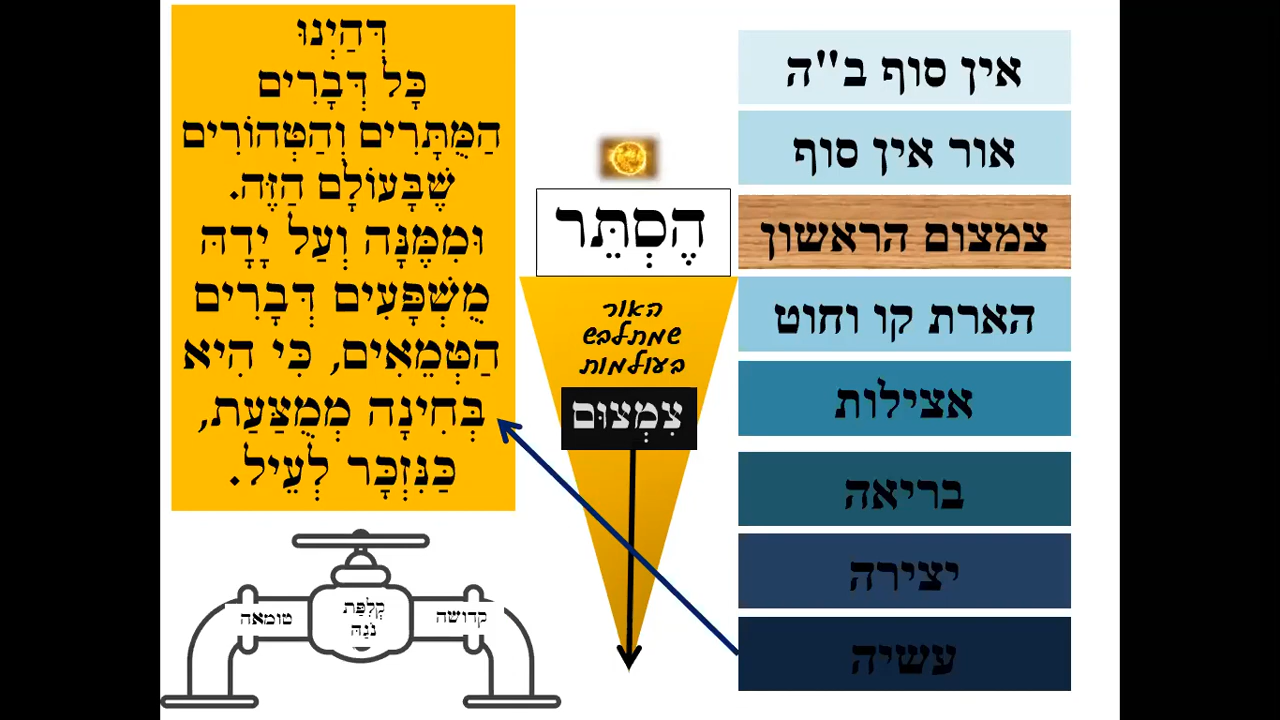 אין סוף ב"ה
אור אין סוף
צמצום הראשון
הארת קו וחוט
אצילות
בריאה
יצירה
עשיה
הֶסְתֵּר
האור
שמתלבש
בעולמות
צִמְצוּם
דְּהַיְנוּ
כָּל דְּבָרִים
הַמֻּתָּרִים וְהַטְּהוֹרִים
שֶׁבָּעוֹלָם הַזֶּה.
וּמִמֶּנָּה וְעַל יָדָהּ
מֻשְׁפָּעִים דְּבָרִים
הַטְּמֵאִים, כִּי הִיא
בְּחִינָה מְמֻצַּעַת,
כַּנִּזְכָּר לְעֵיל.
קדושה
קְלִפַּת
נֹגַהּ
טומאה